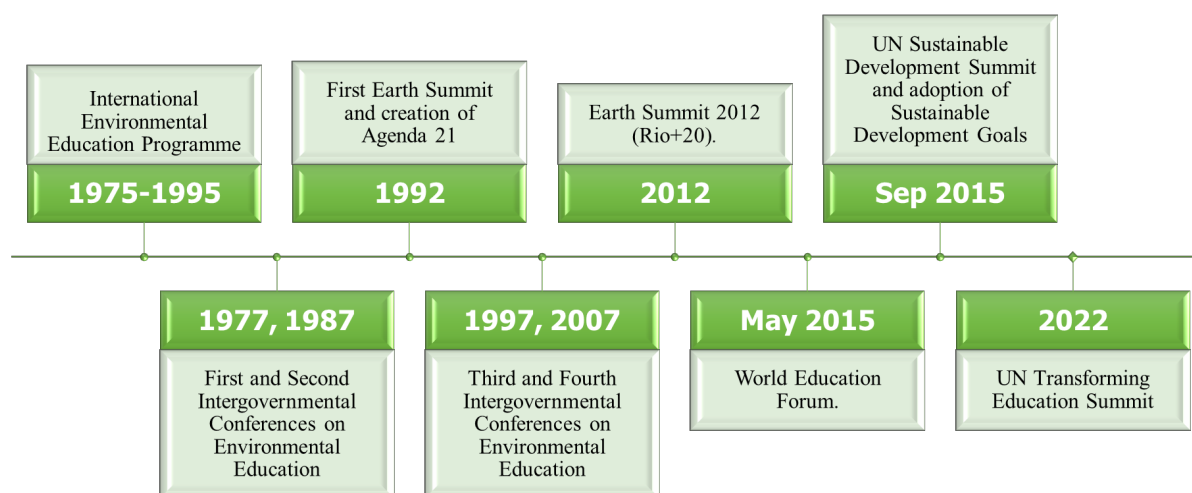 International
Environmental
Education Programme
1975-1995
1977, 1987
First and Second
Intergovernmental
Conferences on
Environmental
Education
First Earth Summit
and creation of
Agenda 21
1992
1997, 2007
Third and Fourth
Intergovernmental
Conferences on
Environmental
Education
Earth Summit 2012
(Rio+20).
2012
May 2015
World Education
Forum.
UN Sustainable
Development Summit
and adoption of
Sustainable
Development Goals
Sep 2015
2022
UN Transforming
Education Summit